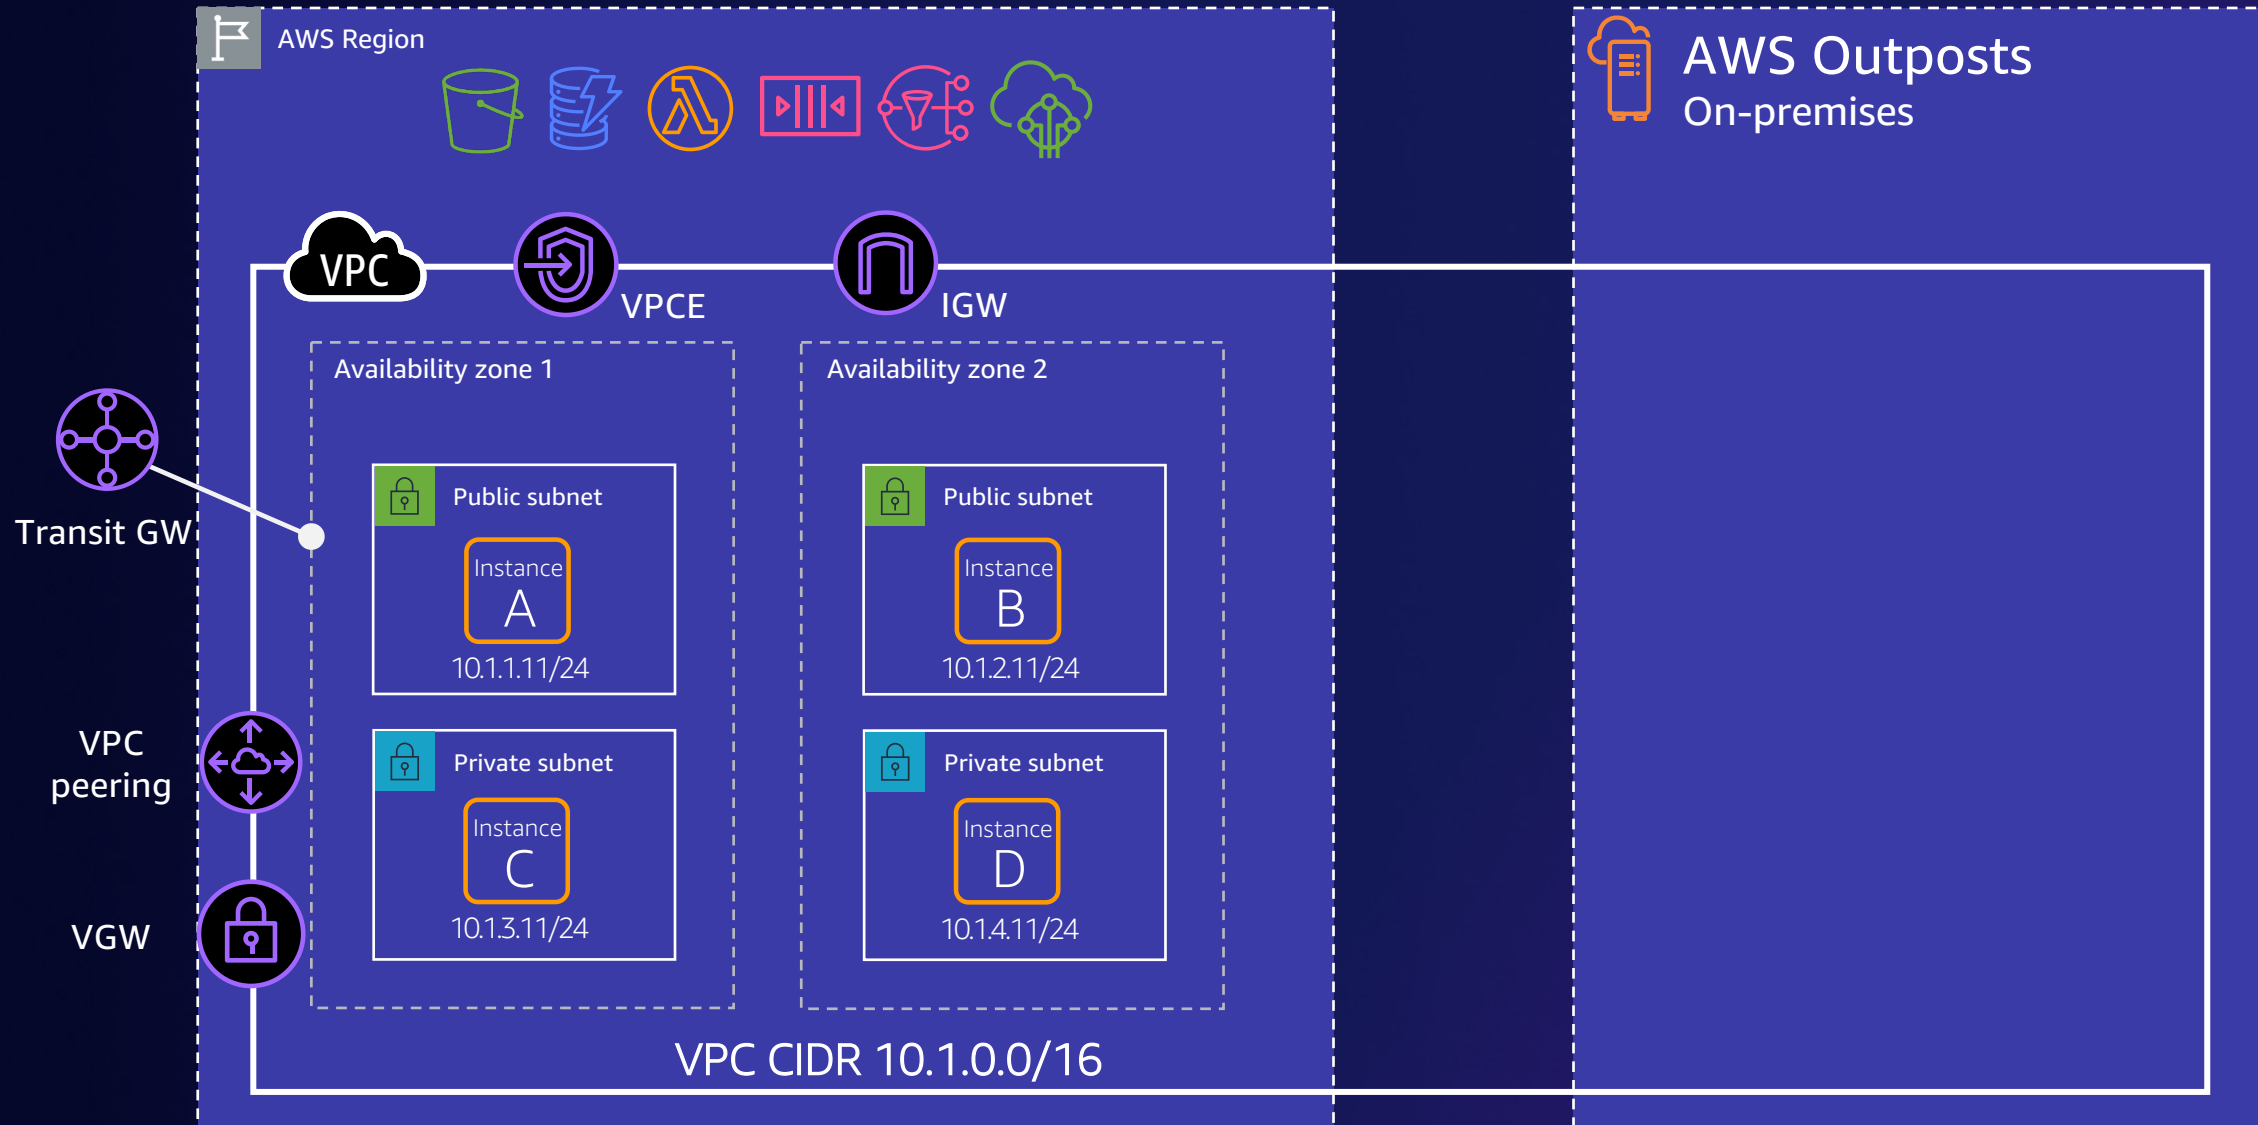 AWS Region
AWS Outposts
On-premises
VPC
VPCE
IGW
Availability zone 1
Availability zone 2
Transit GW
Public subnet
Instance
A
10.1.1.11/24
Public subnet
Instance
B
10.1.2.11/24
VPC
peering
Private subnet
Instance
C
10.1.3.11/24
Private subnet
Instance
D
10.1.4.11/24
VGW
VPC CIDR 10.1.0.0/16